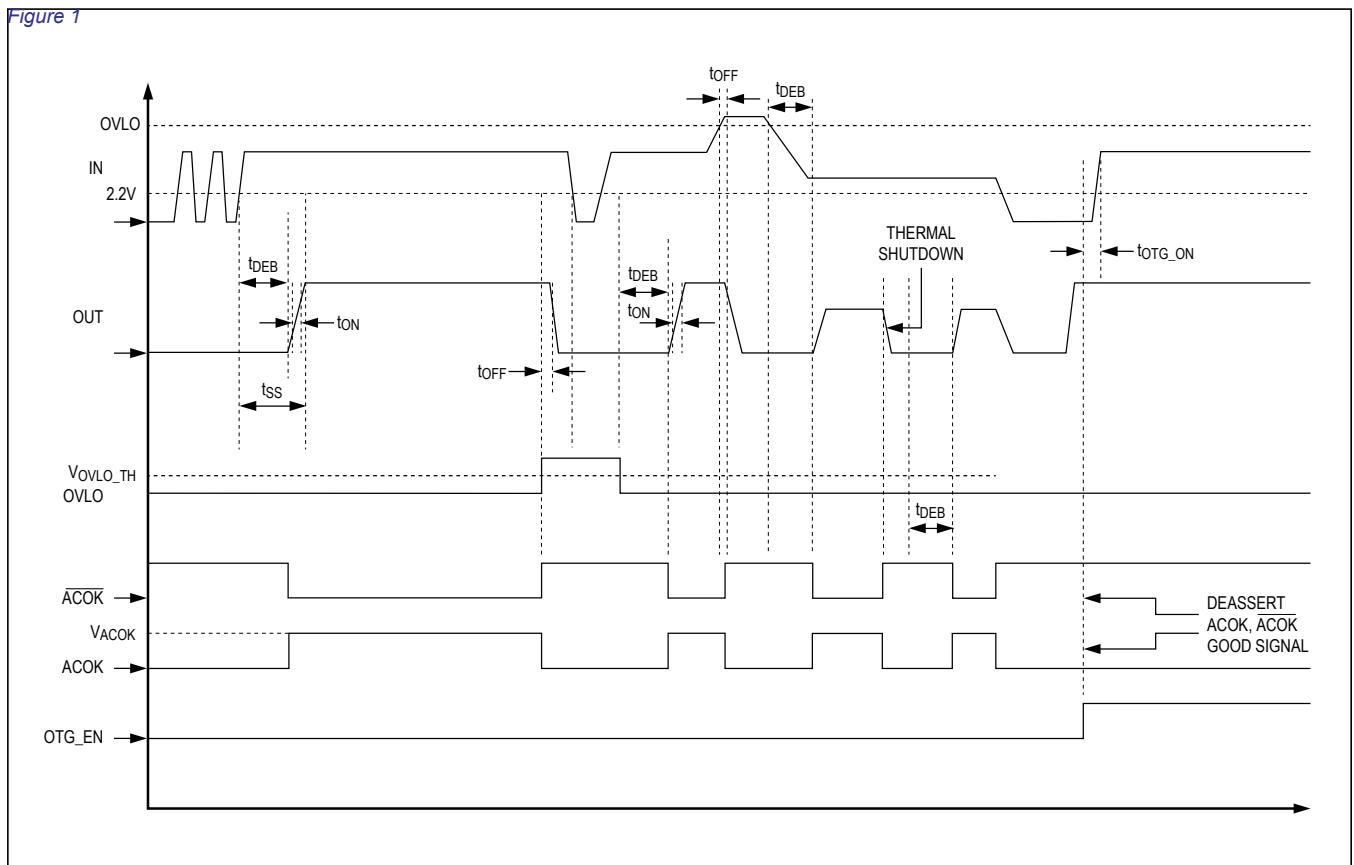 Figure 1
tOFF
tDEB
OVLO
IN
2.2V
THERMAL
SHUTDOWN
tOTG_ON
tDEB
tDEB
OUT
tON
tON
tOFF
tSS
VOVLO_TH
OVLO
tDEB
ACOK
DEASSERT
ACOK, ACOK
GOOD SIGNAL
VACOK
ACOK
OTG_EN